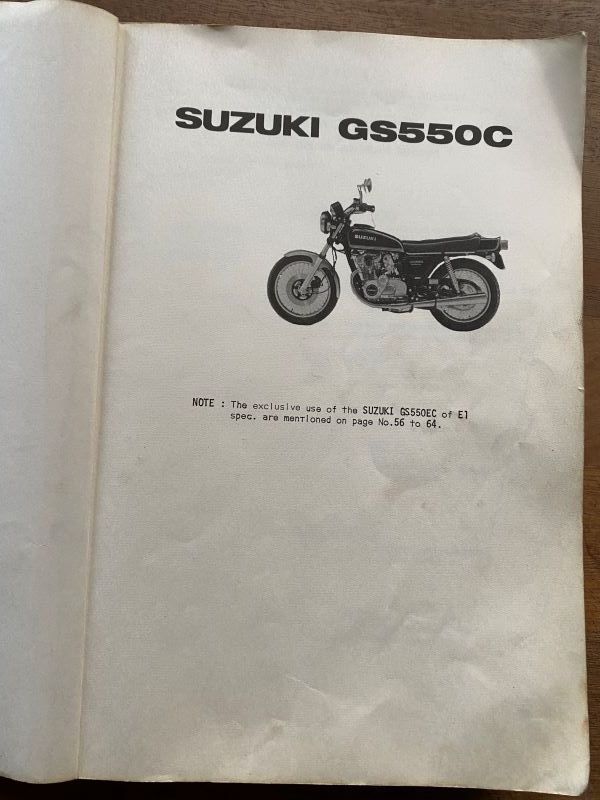 SUZUKI GS550C
SUZUKI
NOTE : The exclusive use of the SUZUKI GS550EC of E1
spec. are mentioned on page No.56 to 64.